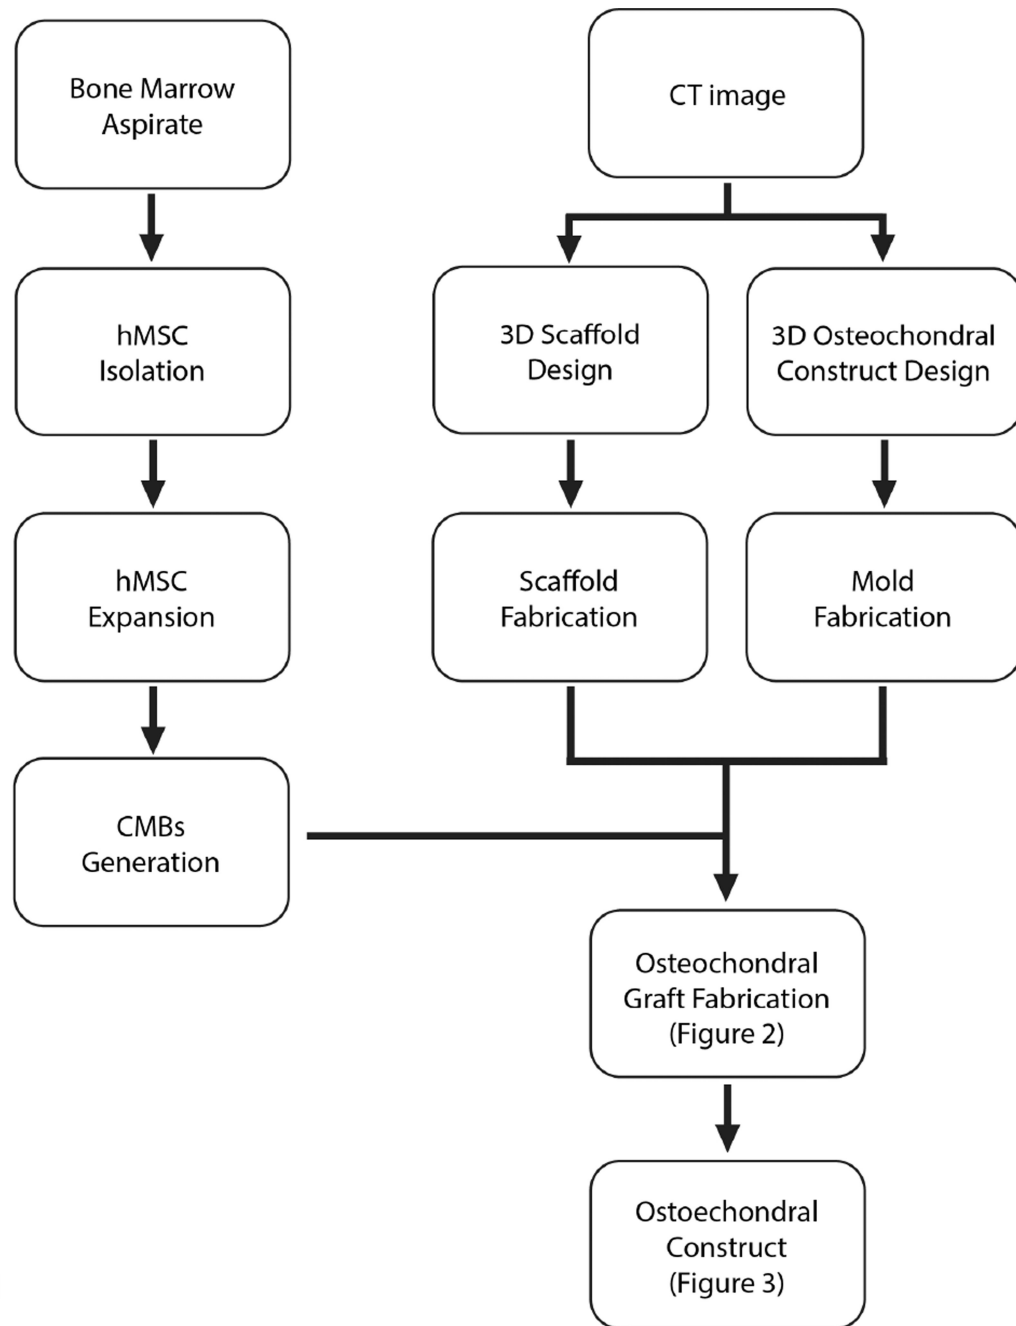 Bone Marrow
Aspirate
CT image
hMSC
Isolation
3D Scaffold
Design
3D Osteochondral
Construct Design
hMSC
Expansion
Scaffold
Fabrication
Mold
Fabrication
CMBs
Generation
Osteochondral
Graft Fabrication
(Figure 2)
Ostoechondral
Construct
(Figure 3)